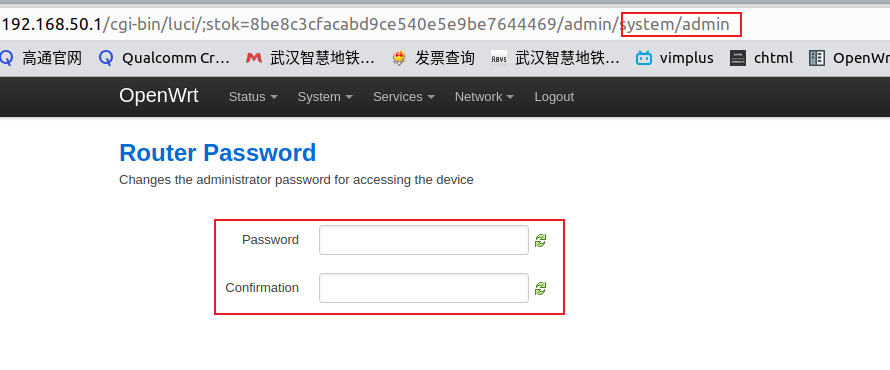 192.168.50.1/cgi-bin/luci/;stok=8be8c3cfacabd9ce540e5e9be7644469/admin/system/admin
高通官网 Qualcomm Cr… 武汉智慧地铁… 发票查询 ABVS 武汉智慧地铁… vimplus chtml OpenWr
OpenWrt Status System Services Network Logout
Router Password
Changes the administrator password for accessing the device
Password
Confirmation